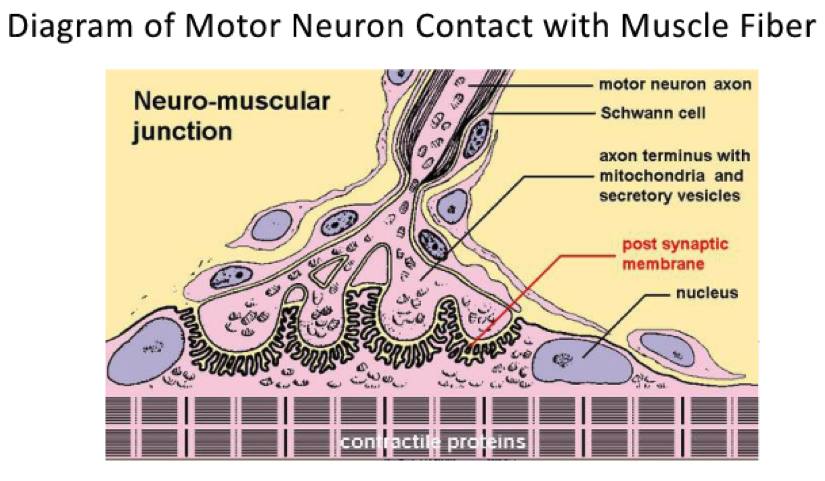 Diagram of Motor Neuron Contact with Muscle Fiber
Neuro-muscular
junction
motor neuron axon
Schwann cell
axon terminus with
mitochondria and
secretory vesicles
post synaptic
membrane
nucleus
contractile proteins